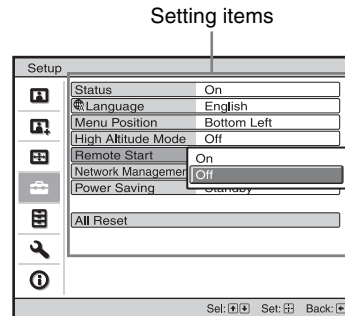 Setting items
Setup
Status On
Language English
Menu Position Bottom Left
High Altitude Mode Off
Remote Start On
Network Managemen Off
Power Saving Standby
All Reset
Sel: Set: Back: